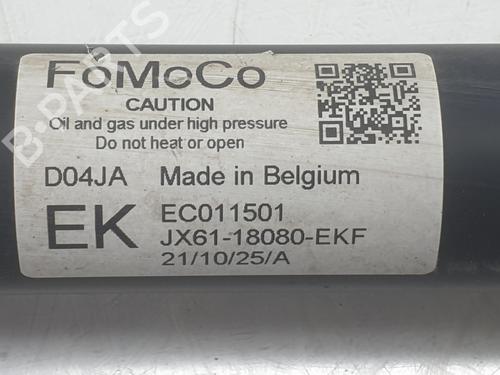 FoMoCo
CAUTION
Oil and gas under high pressure
Do not heat or open
D04JA Made in Belgium
EK
EC011501
JX61-18080-EKF
21/10/25/A
B-PARTS